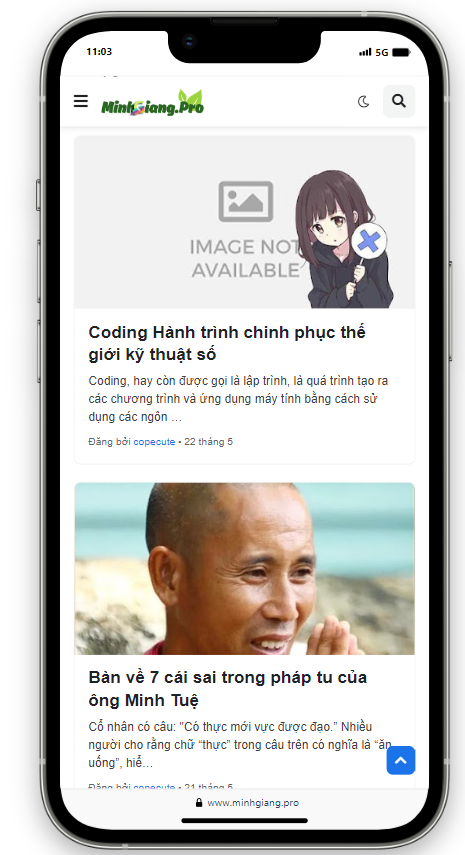 11:03
5G
MinhGiang.Pro
IMAGE NOT
AVAILABLE
Coding Hành trình chinh phục thế
giới kỹ thuật số
Coding, hay còn được gọi là lập trình, là quá trình tạo ra
các chương trình và ứng dụng máy tính bằng cách sử
dụng các ngôn …
Đăng bởi copecute • 22 tháng 5
Bàn về 7 cái sai trong pháp tu của
ông Minh Tuệ
Cổ nhân có câu: "Có thực mới vực được đạo.” Nhiều
người cho rằng chữ “thực” trong câu trên có nghĩa là “ăn
uống”, hiể…
Đăng bởi copecute • 21 tháng 5
www.minhgiang.pro